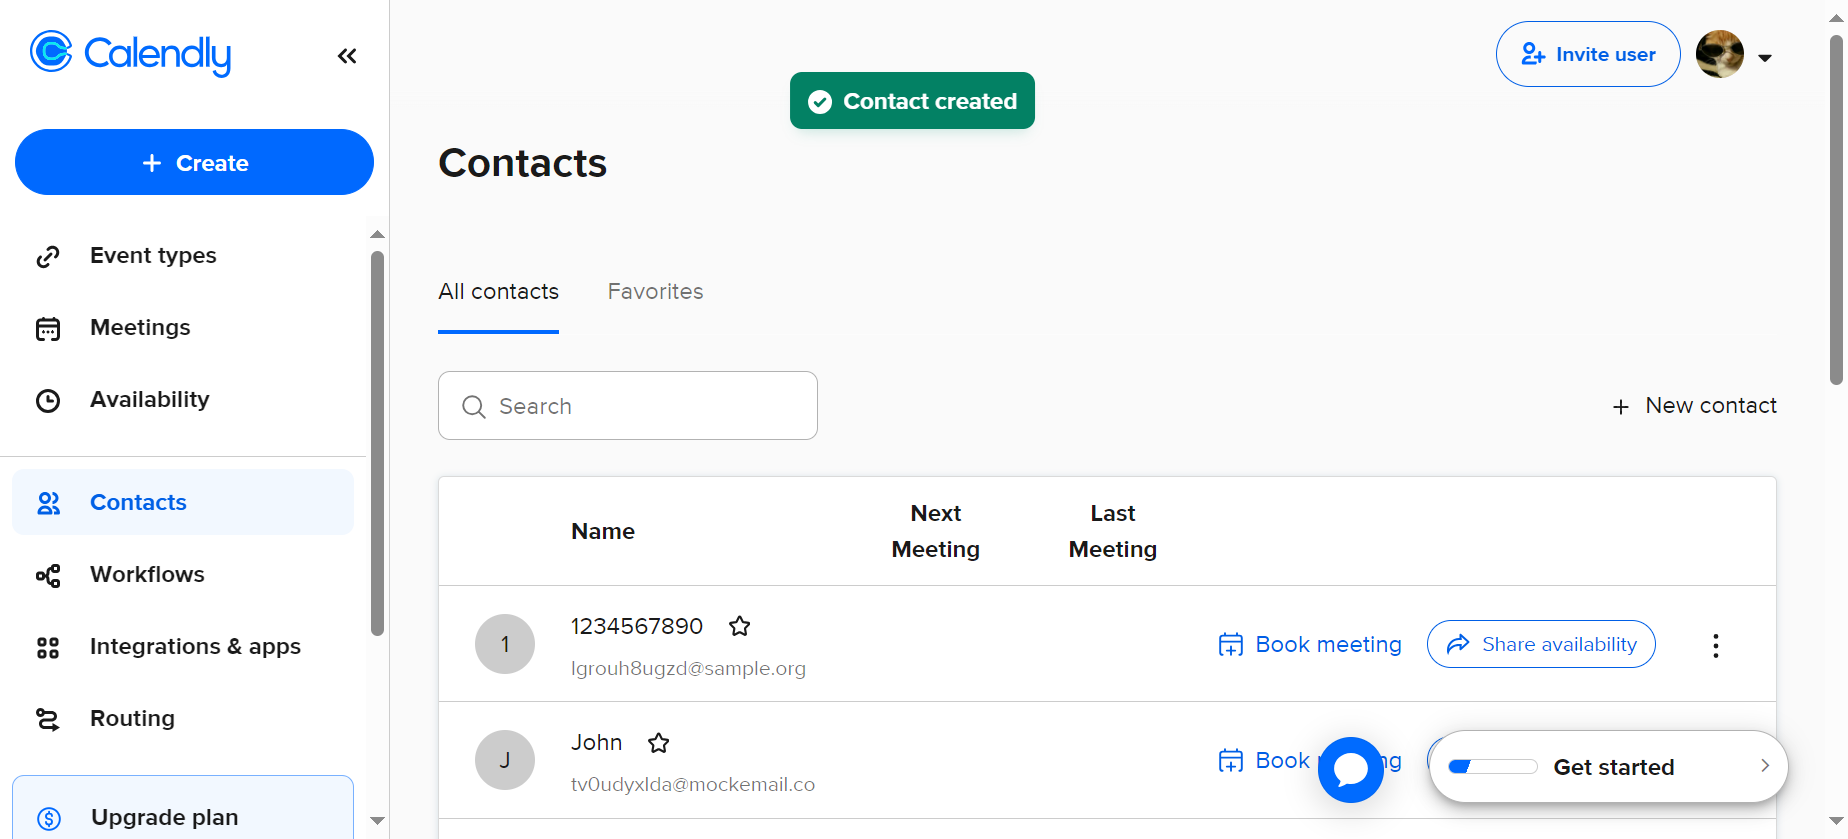 Calendly
Invite user
Contact created
+ Create
Contacts
Event types
All contacts
Favorites
Meetings
Availability
Search
+ New contact
Contacts
Name
Next Meeting
Last Meeting
Workflows
1
1234567890
lgrouh8ugzd@sample.org
Book meeting
Share availability
Integrations & apps
Routing
J
John
tv0udyxlda@mockemail.co
Book
ng
Get started
Upgrade plan